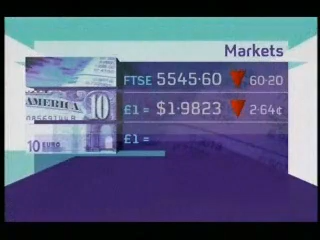 Markets
FTSE 5545·60 60·20
AMERICA 10
£1= $1·9823 2·64¢
10 EURO £1=